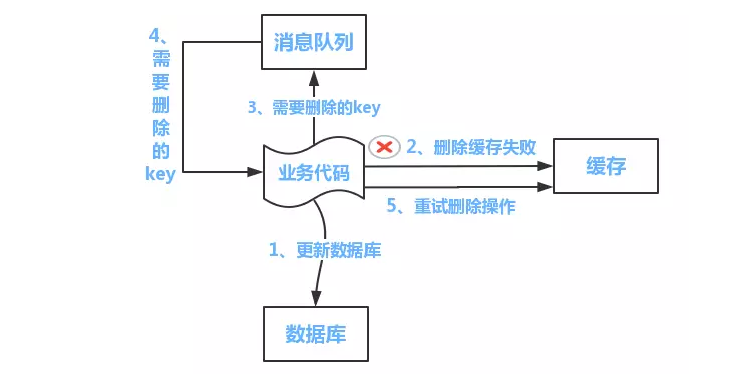 4、需要删除的key
消息队列
3、需要删除的key
2、删除缓存失败
业务代码
缓存
5、重试删除操作
1、更新数据库
数据库